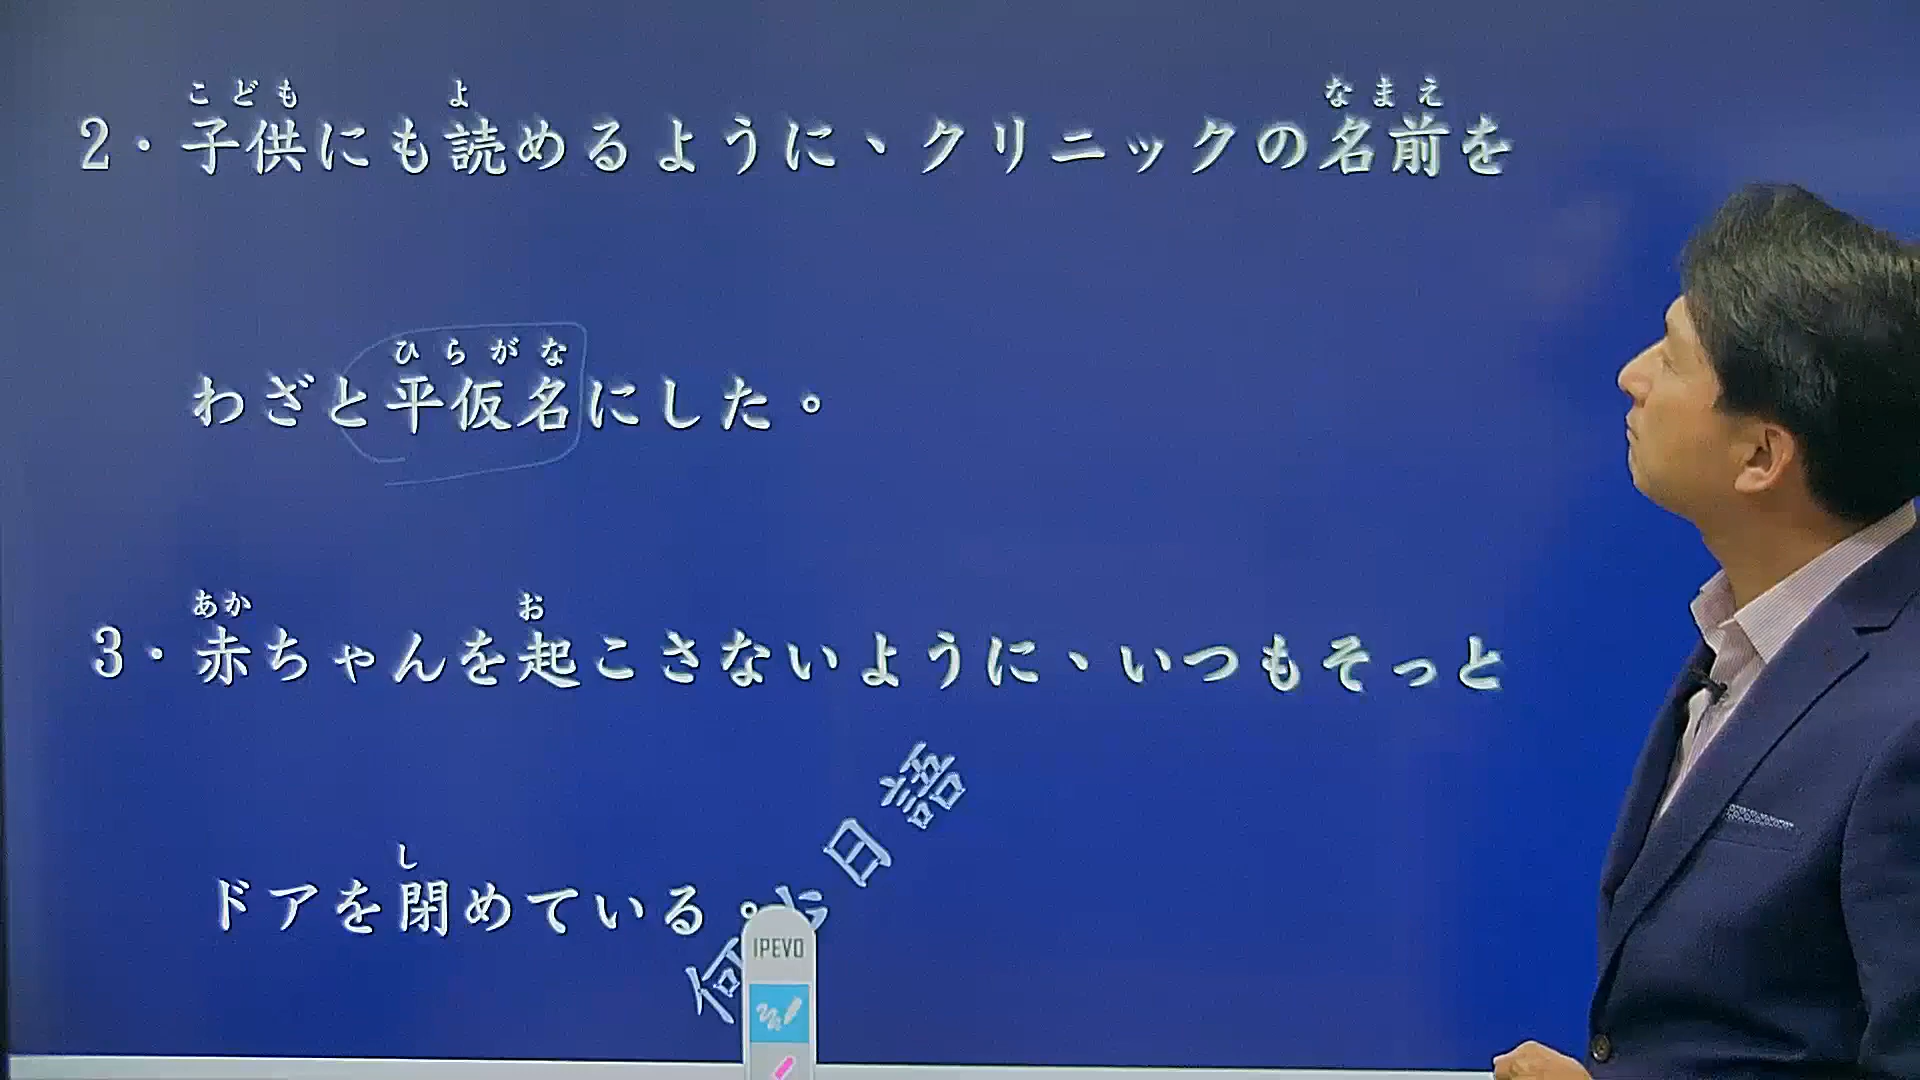 こども　よ　なまえ
2・子供にも読めるように、クリニックの名前を
ひらがな
わざと平仮名にした。
あか　お
3・赤ちゃんを起こさないように、いつもそっと
し
ドアを閉めている。
何 日語
IPEVO